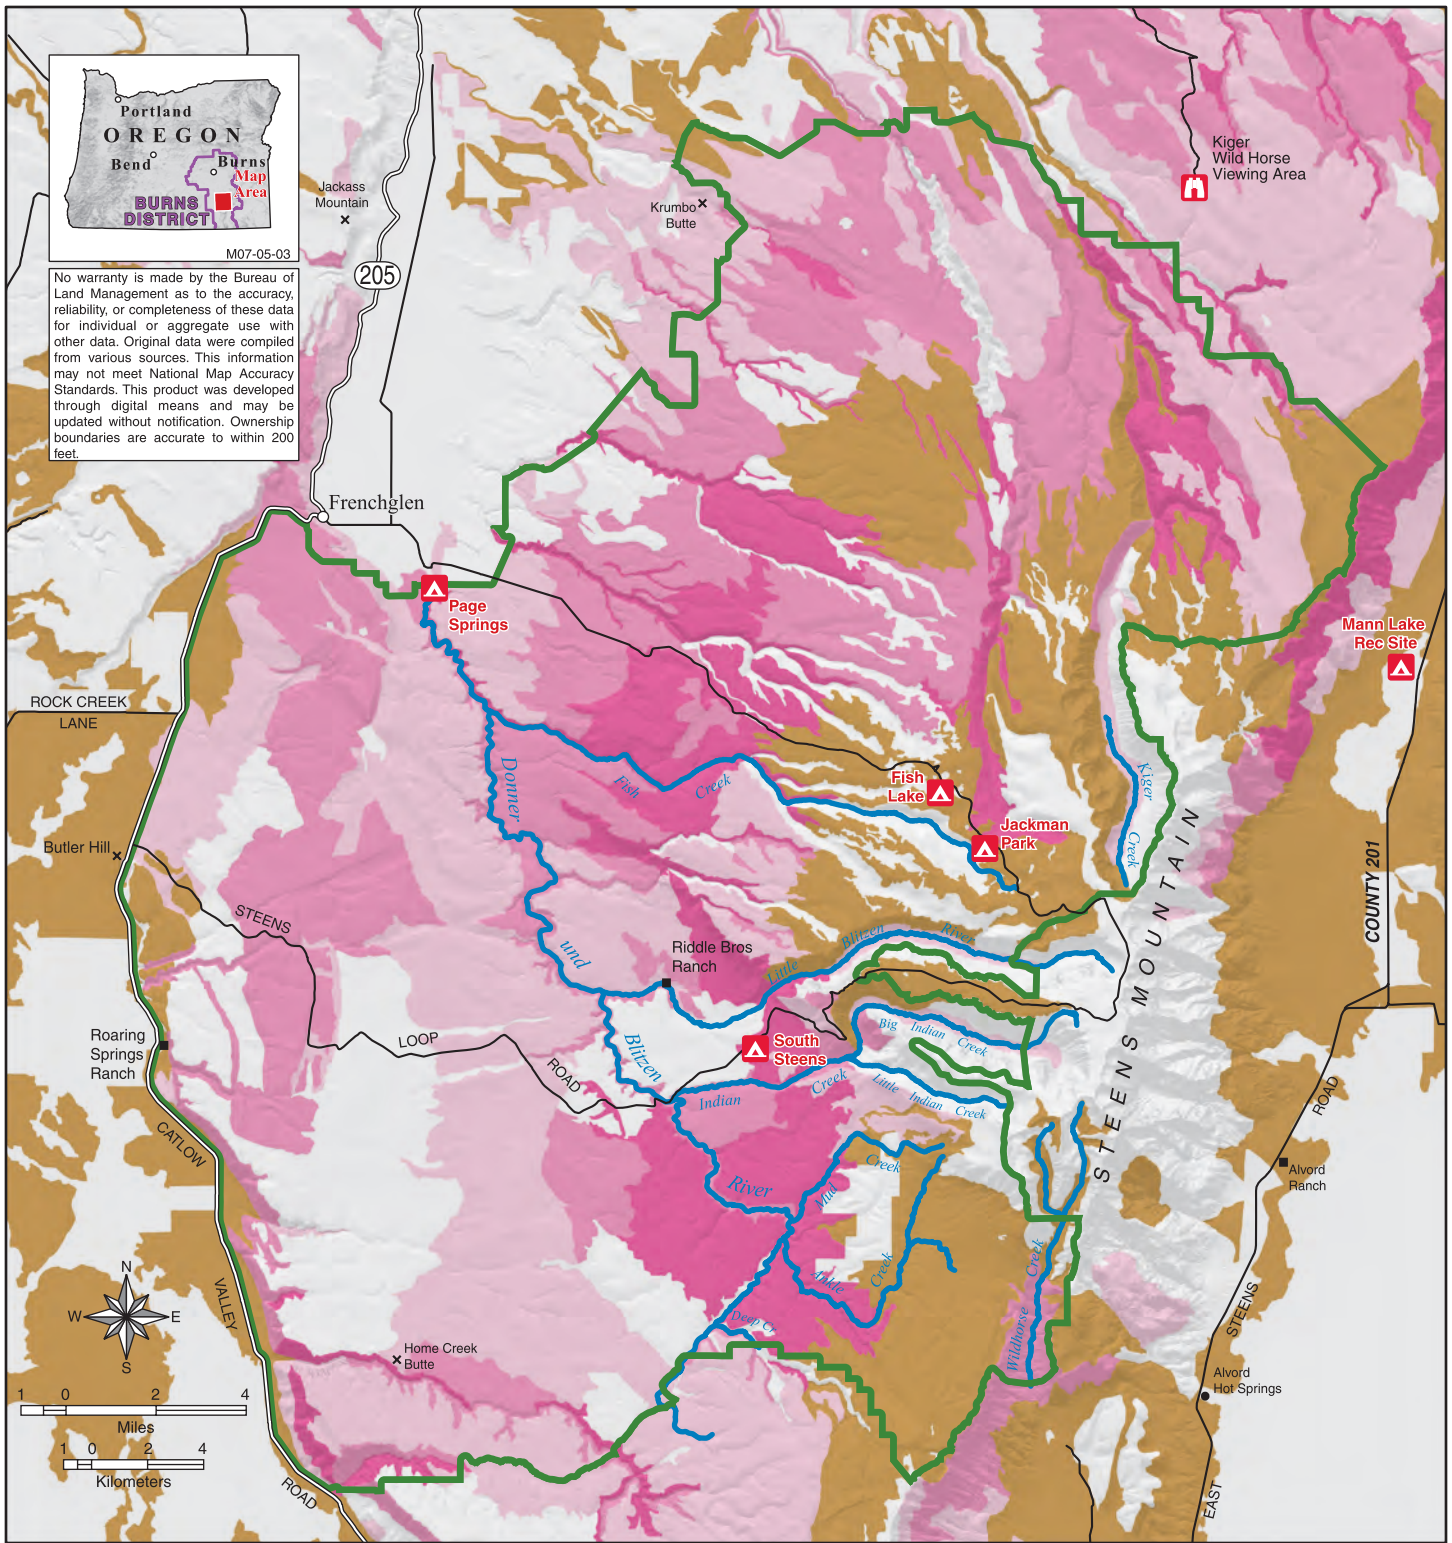 Portland
OREGON
Bend
Burns
Map
Area
BURNS
DISTRICT
M07-05-03
No warranty is made by the Bureau of
Land Management as to the accuracy,
reliability, or completeness of these data
for individual or aggregate use with
other data. Original data were compiled
from various sources. This information
may not meet National Map Accuracy
Standards. This product was developed
through digital means and may be
updated without notification. Ownership
boundaries are accurate to within 200
feet.
Jackass
Mountain
205
Krumbo
Butte
Kiger
Wild Horse
Viewing Area
Frenchglen
Page
Springs
Mann Lake
Rec Site
ROCK CREEK
LANE
Donner
Fish
Creek
Fish
Lake
Jackman
Park
Kiger
Creek
Butler Hill
STEENS
und
Riddle Bros
Ranch
Little
Blitzen
River
COUNTY 201
STEENS MOUNTAIN
Roaring
Springs
Ranch
LOOP
ROAD
Blitzen
South
Steens
Big
Indian
Creek
Indian
Creek
Little
Indian
Creek
CATLOW
River
Mud
Creek
ROAD
Alvord
Ranch
Ankle
Creek
Wildhorse
Creek
VALLEY
Deep Cr
STEENS
N
W
E
S
Home Creek
Butte
Alvord
Hot Springs
1 0 2 4
Miles
1 0 2 4
Kilometers
ROAD
EAST